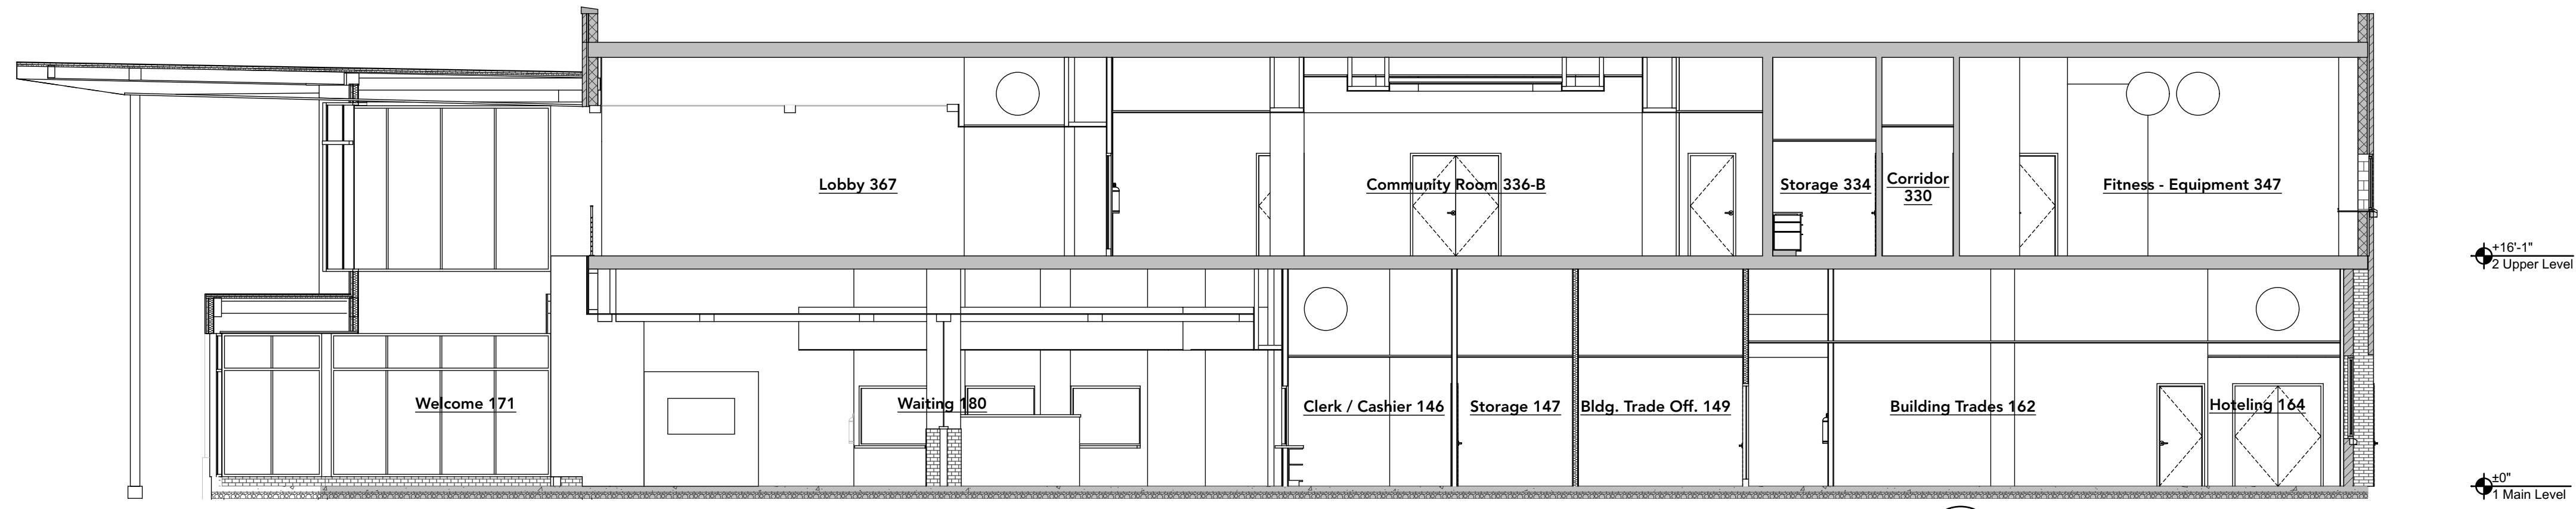 Lobby 367
Community Room 336-B
Storage 334
Corridor
330
Fitness - Equipment 347
+16'-1"
2 Upper Level
Welcome 171
Waiting 180
Clerk / Cashier 146
Storage 147
Bldg. Trade Off. 149
Building Trades 162
Hoteling 164
±0"
1 Main Level